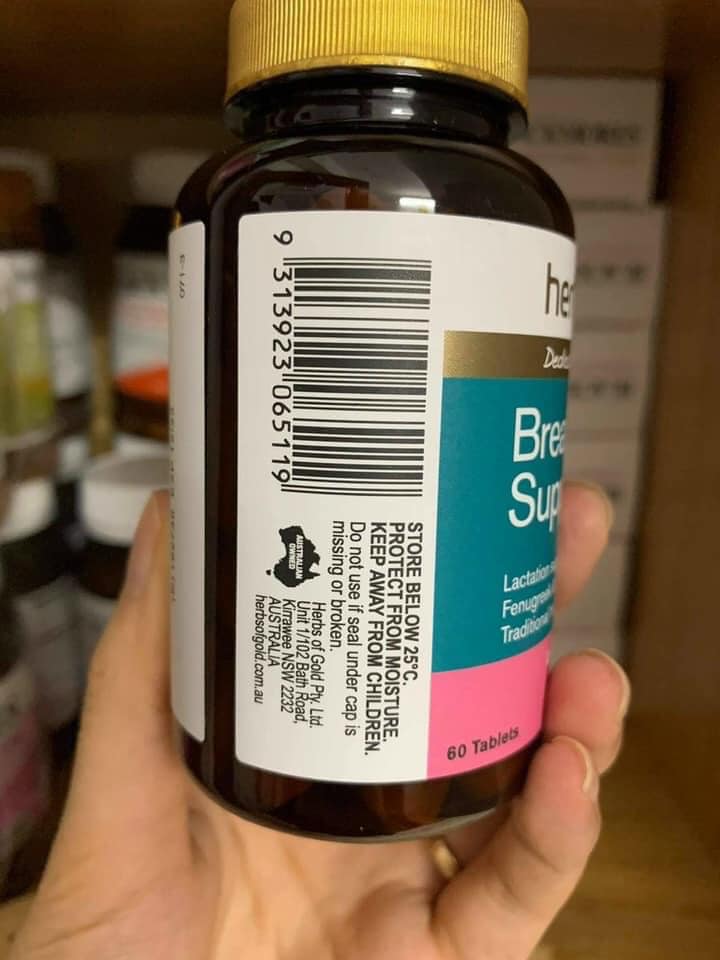 9 313923 065119
STORE BELOW 25°C.
PROTECT FROM MOISTURE.
KEEP AWAY FROM CHILDREN.
Do not use if seal under cap is
missing or broken.
AUSTRALIAN
OWNED
Herbs of Gold Pty. Ltd.
Unit 1/102 Bath Road,
Kirrawee NSW 2232
AUSTRALIA
herbsofgold.com.au
her
Dedic
Brea
Sup
Lactation
Fenugreek
Traditional
60 Tablets